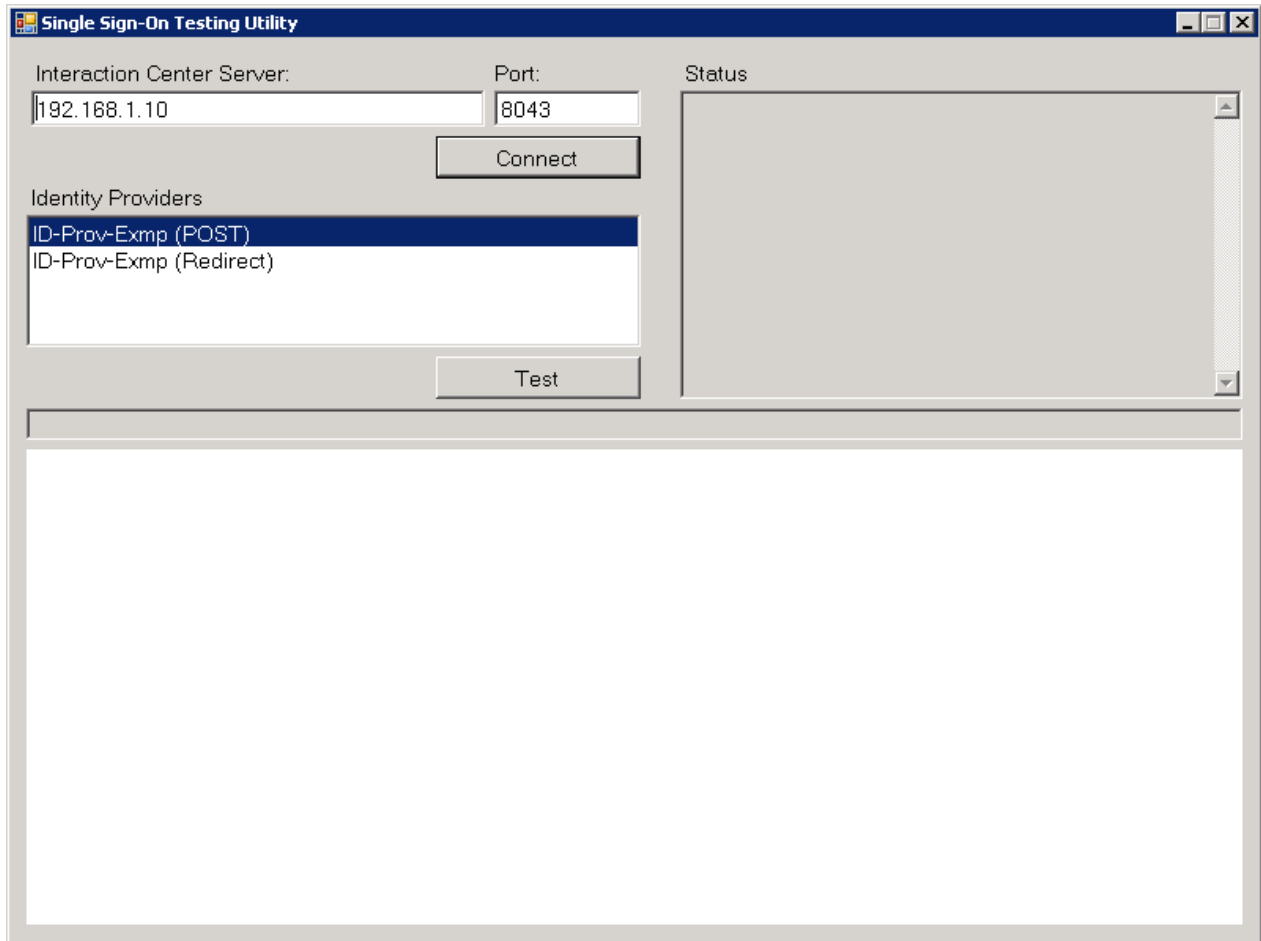 Single Sign-On Testing Utility
Interaction Center Server:
Port:
Status
192.168.1.10
8043
Connect
Identity Providers
ID-Prov-Exmp (POST)
ID-Prov-Exmp (Redirect)
Test